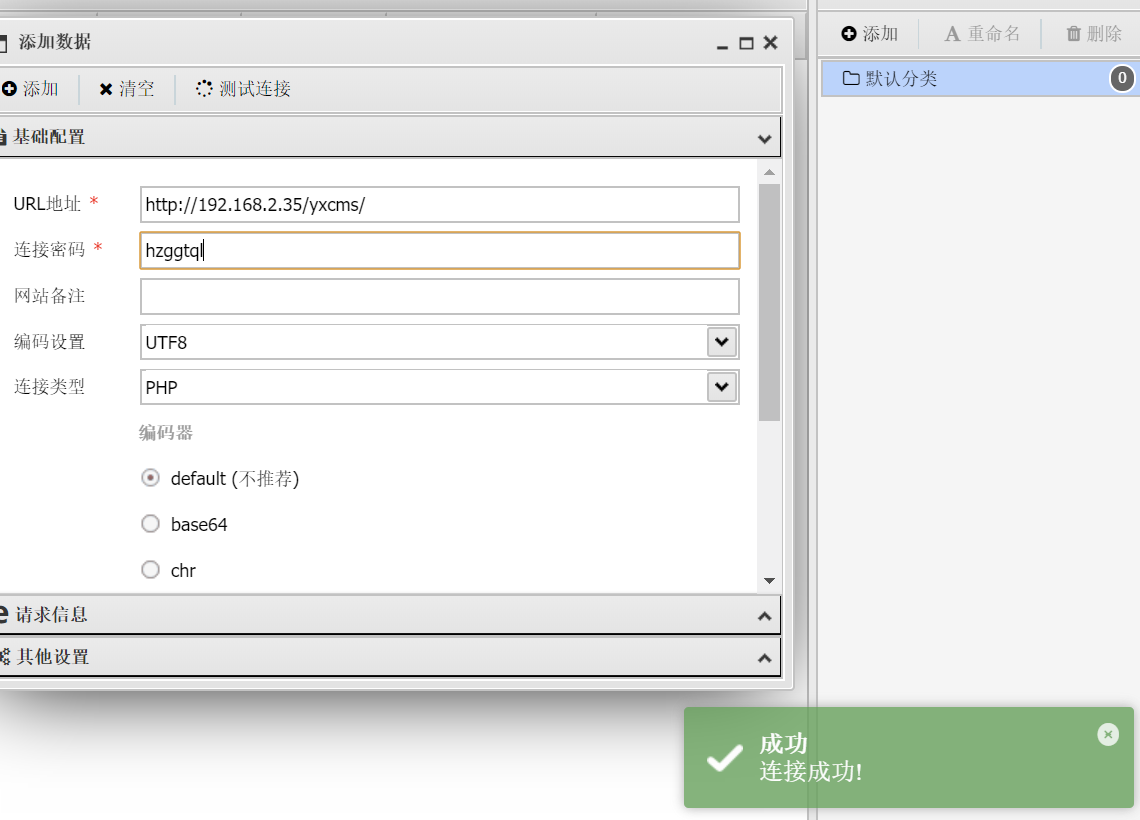 添加数据
添加 清空 测试连接
基础配置
URL地址 *
http://192.168.2.35/yxcms/
连接密码 *
hzggtql
网站备注
编码设置
UTF8
连接类型
PHP
编码器
default (不推荐)
base64
chr
请求信息
其他设置
添加 A 重命名 删除
默认分类 0
成功
连接成功!